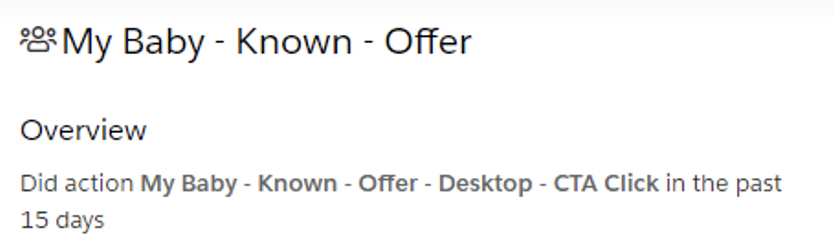 My Baby - Known - Offer
Overview
Did action My Baby - Known - Offer - Desktop - CTA Click in the past
15 days